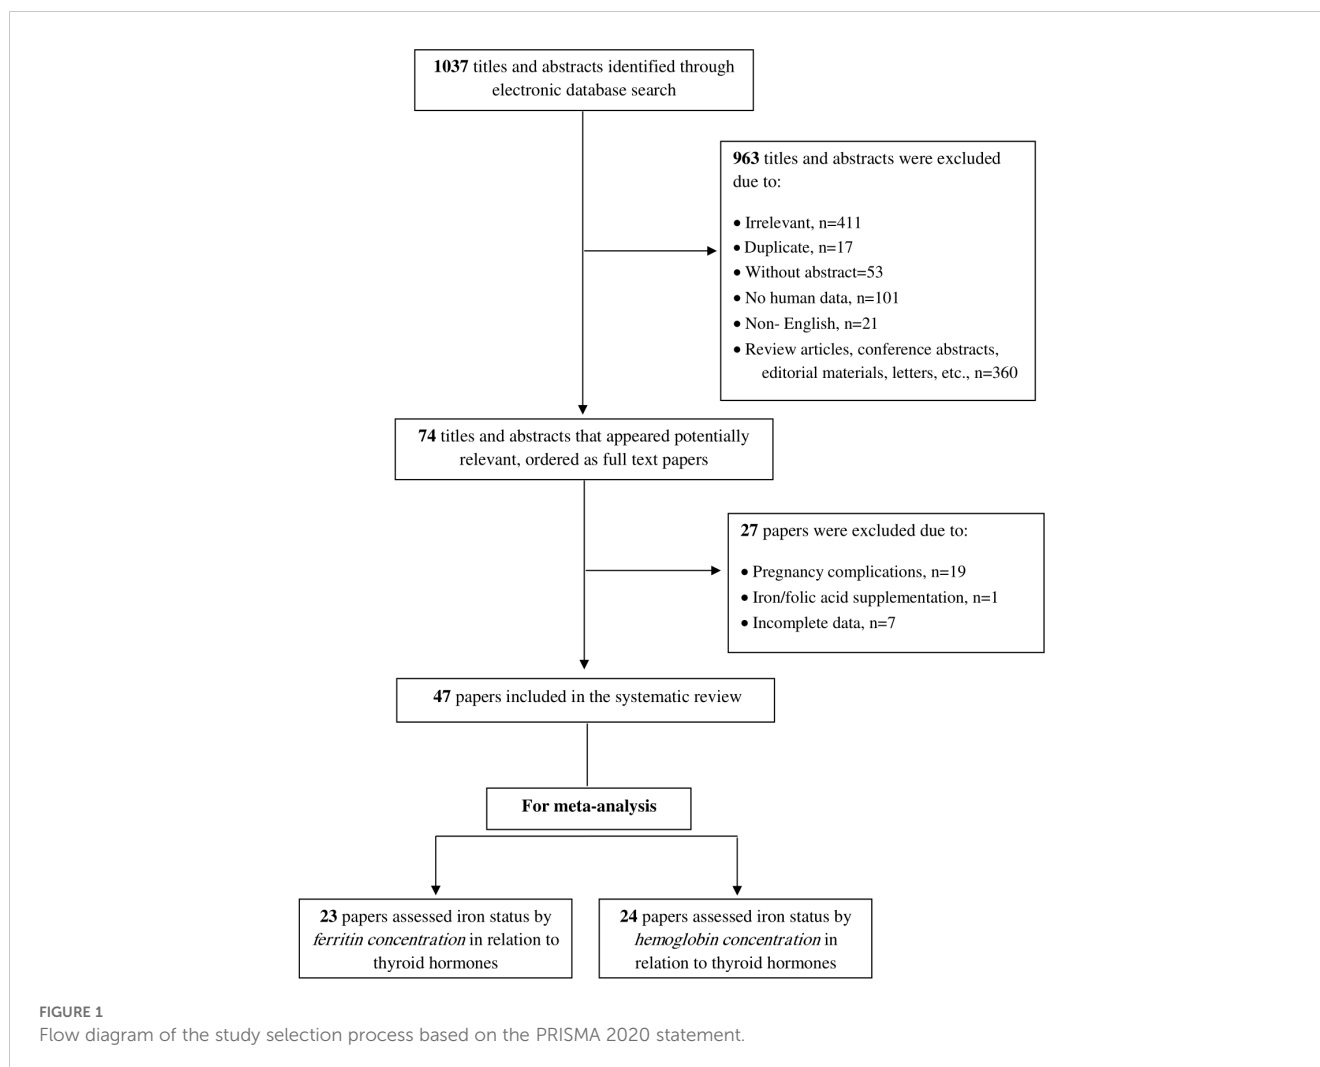 1037 titles and abstracts identified through
electronic database search
963 titles and abstracts were excluded
due to:
• Irrelevant, n=411
• Duplicate, n=17
• Without abstract=53
• No human data, n=101
• Non- English, n=21
• Review articles, conference abstracts,
editorial materials, letters, etc., n=360
74 titles and abstracts that appeared potentially
relevant, ordered as full text papers
27 papers were excluded due to:
• Pregnancy complications, n=19
• Iron/folic acid supplementation, n=1
• Incomplete data, n=7
47 papers included in the systematic review
For meta-analysis
23 papers assessed iron status by
ferritin concentration in relation to
thyroid hormones
24 papers assessed iron status by
hemoglobin concentration in
relation to thyroid hormones
FIGURE 1
Flow diagram of the study selection process based on the PRISMA 2020 statement.